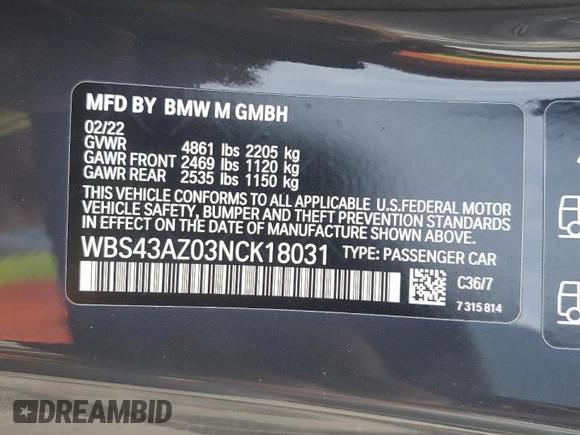 MFD BY BMW M GMBH
02/22
GVWR 4861 lbs 2205 kg
GAWR FRONT 2469 lbs 1120 kg
GAWR REAR 2535 lbs 1150 kg
THIS VEHICLE CONFORMS TO ALL APPLICABLE U.S.FEDERAL MOTOR
VEHICLE SAFETY, BUMPER AND THEFT PREVENTION STANDARDS
IN EFFECT ON THE DATE OF MANUFACTURE SHOWN ABOVE.
WBS43AZ03NCK18031 TYPE: PASSENGER CAR
C36/7
7 315 814
DREAMBID